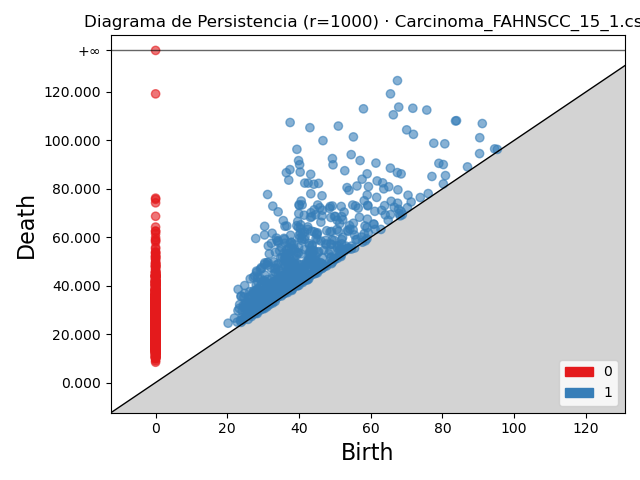 Diagrama de Persistencia (r=1000) · Carcinoma_FAHNSCC_15_1.cs
Death
+∞
120.000
100.000
80.000
60.000
40.000
20.000
0.000
0
1
0 20 40 60 80 100 120
Birth